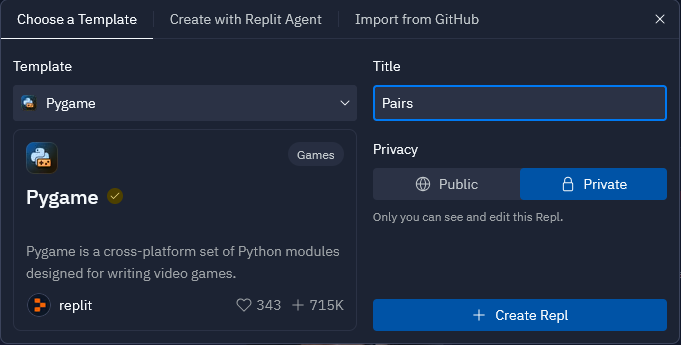 Choose a Template
Create with Replit Agent
Import from GitHub
Template
Pygame
Games
Pygame
Pygame is a cross-platform set of Python modules
designed for writing video games.
replit
343
715K
Title
Pairs
Privacy
Public
Private
Only you can see and edit this Repl.
Create Repl